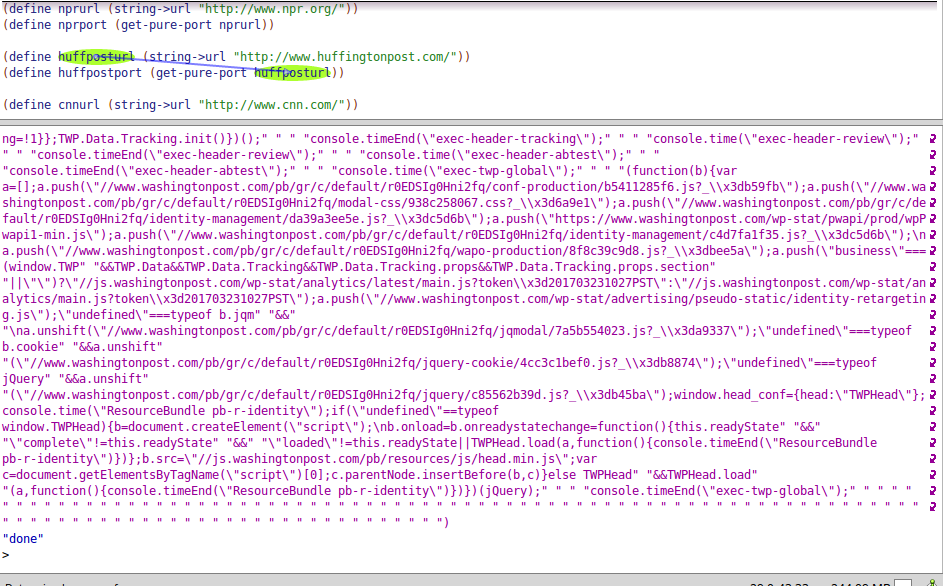 (define nprurl (string->url "http://www.npr.org/"))
(define nprport (get-pure-port nprurl))
(define huffposturl (string->url "http://www.huffingtonpost.com/"))
(define huffpostport (get-pure-port huffposturl))
(define cnnurl (string->url "http://www.cnn.com/"))
ng=!1}};TWP.Data.Tracking.init()})();" " " "console.timeEnd(\"exec-header-tracking\");" " " "console.time(\"exec-header-review\");"
" " "console.timeEnd(\"exec-header-review\");" " " "console.time(\"exec-header-abtest\");" " "
"console.timeEnd(\"exec-header-abtest\");" " " "console.time(\"exec-twp-global\");" " " "(function(b){var
a=[];a.push(\"//www.washingtonpost.com/pb/gr/c/default/r0EDSIg0Hni2fq/conf-production/b5411285f6.js?_\\x3db59fb\");a.push(\"//www.wa
shingtonpost.com/pb/gr/c/default/r0EDSIg0Hni2fq/modal-css/938c258067.css?_\\x3d6a9e1\");a.push(\"//www.washingtonpost.com/pb/gr/c/de
fault/r0EDSIg0Hni2fq/identity-management/da39a3ee5e.js?_\\x3dc5d6b\");a.push(\"https://www.washingtonpost.com/wp-stat/pwapi/prod/wpP
wapi1-min.js\");a.push(\"//www.washingtonpost.com/pb/gr/c/default/r0EDSIg0Hni2fq/identity-management/c4d7fa1f35.js?_\\x3dc5d6b\");\n
a.push(\"//www.washingtonpost.com/pb/gr/c/default/r0EDSIg0Hni2fq/wapo-production/8f8c39c9d8.js?_\\x3dbee5a\");a.push(\"business\"===
(window.TWP" "&&TWP.Data&&TWP.Data.Tracking&&TWP.Data.Tracking.props&&TWP.Data.Tracking.props.section"
"||\"\")?\"//js.washingtonpost.com/wp-stat/analytics/latest/main.js?token\\x3d201703231027PST\":\"//js.washingtonpost.com/wp-stat/an
alytics/main.js?token\\x3d201703231027PST\");a.push(\"//www.washingtonpost.com/wp-stat/advertising/pseudo-static/identity-retargetin
g.js\");\"undefined\"===typeof b.jqm" "&&"
"\na.unshift(\"//www.washingtonpost.com/pb/gr/c/default/r0EDSIg0Hni2fq/jqmodal/7a5b554023.js?_\\x3da9337\");\"undefined\"===typeof
b.cookie" "&&a.unshift"
"(\"//www.washingtonpost.com/pb/gr/c/default/r0EDSIg0Hni2fq/jquery-cookie/4cc3c1bef0.js?_\\x3db8874\");\"undefined\"===typeof
jQuery" "&&a.unshift"
"(\"//www.washingtonpost.com/pb/gr/c/default/r0EDSIg0Hni2fq/jquery/c85562b39d.js?_\\x3db45ba\");window.head_conf={head:\"TWPHead\"};
console.time(\"ResourceBundle pb-r-identity\");if(\"undefined\"==typeof
window.TWPHead){b=document.createElement(\"script\");\nb.onload=b.onreadystatechange=function(){this.readyState" "&&"
"\"complete\"!=this.readyState" "&&" "\"loaded\"!=this.readyState||TWPHead.load(a,function(){console.timeEnd(\"ResourceBundle
pb-r-identity\")})};b.src=\"//js.washingtonpost.com/pb/resources/js/head.min.js\";var
c=document.getElementsByTagName(\"script\")[0];c.parentNode.insertBefore(b,c)}else TWPHead" "&&TWPHead.load"
"(a,function(){console.timeEnd(\"ResourceBundle pb-r-identity\")})})(jQuery);" " " "console.timeEnd(\"exec-twp-global\");" " " " "
" " " " " " " " " " " " " " " " " " " " " " " " " " " " " " " " " " " " " " " " " " " " " " " " " " " " " " " " " " " " " " " "
" " " " " " " " " " " " " " " " " " " " " " " " " " " " " " ")
"done"
>